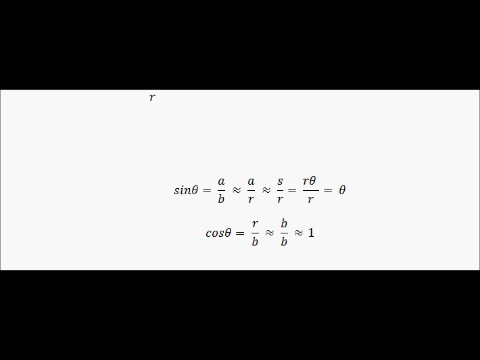 r
sinθ = a/b ≈ a/r ≈ s/r = rθ/r = θ
cosθ = r/b ≈ b/b ≈ 1